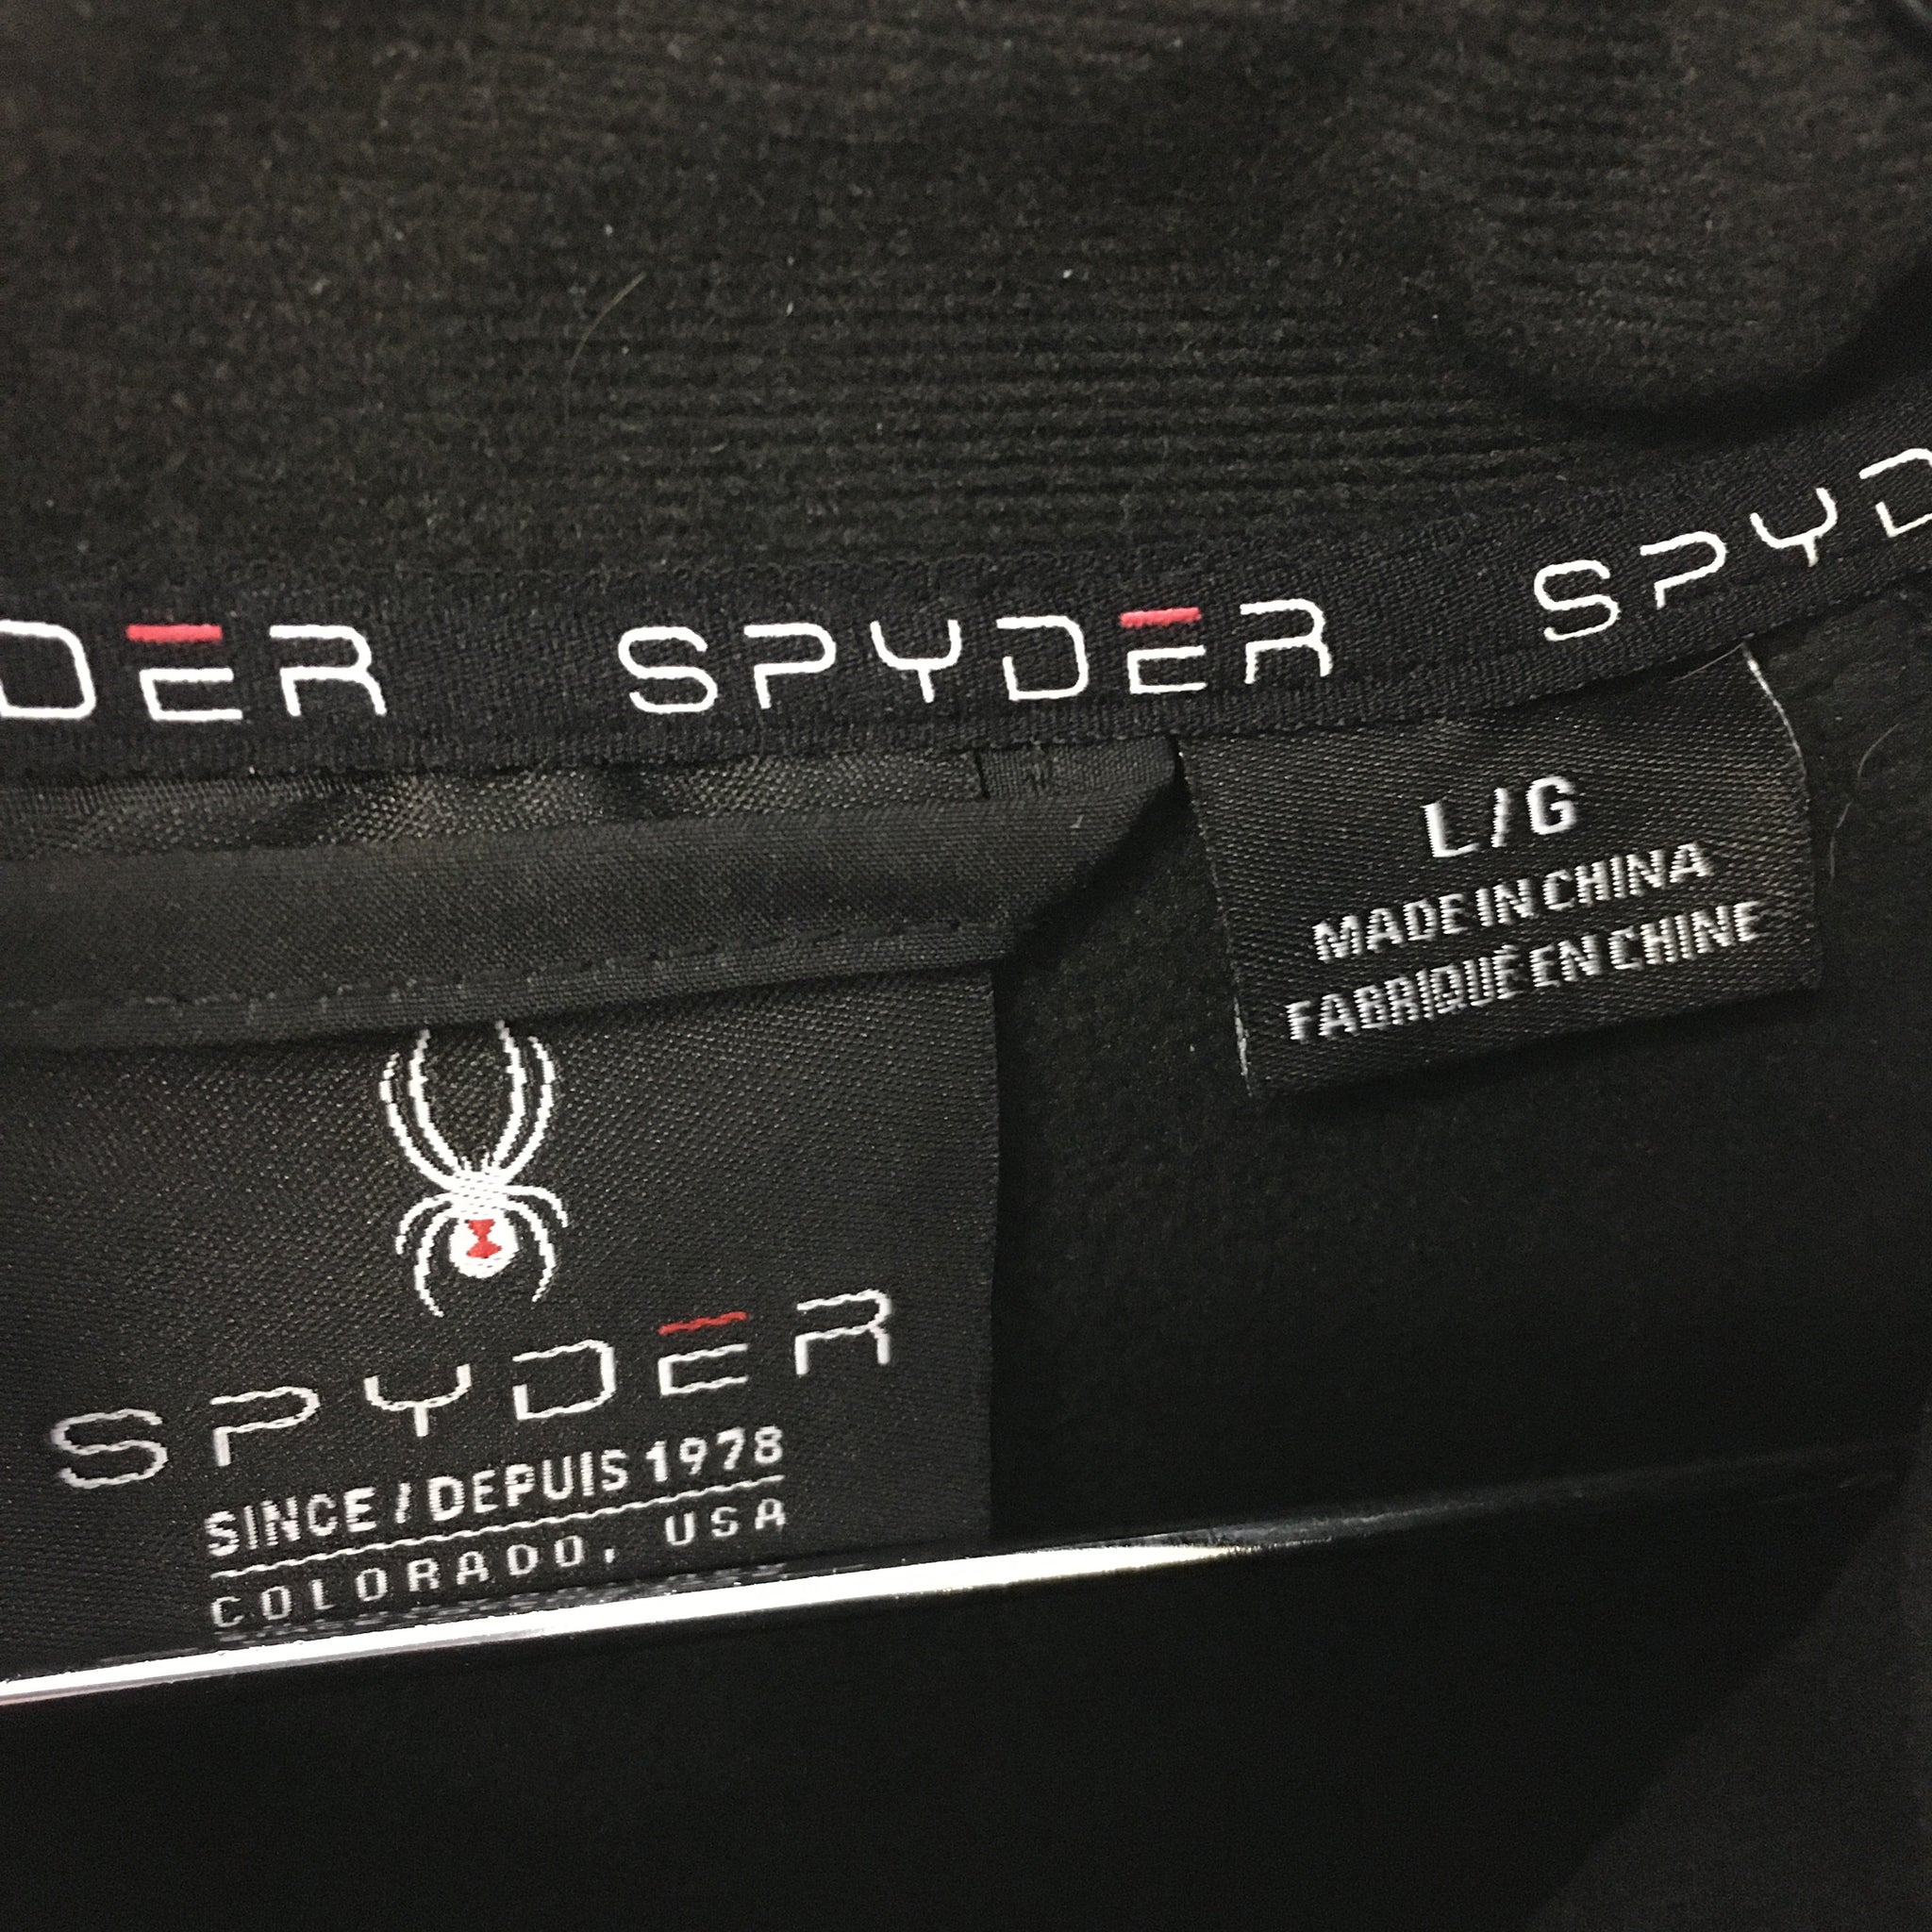 DER SPYDER SPYD
L/G
MADE IN CHINA
FABRIQUÉ EN CHINE
SPYDER
SINCE / DEPUIS 1978
COLORADO, USA